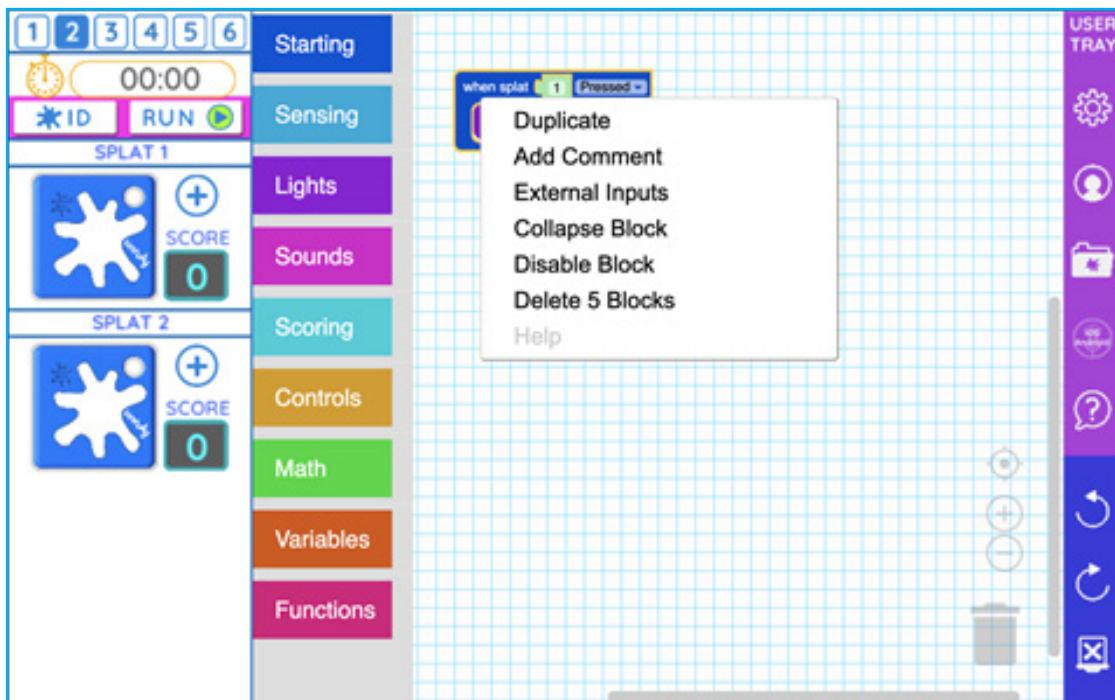 1 2 3 4 5 6
00:00
ID RUN
SPLAT 1
SCORE
0
SPLAT 2
SCORE
0
Starting
Sensing
Lights
Sounds
Scoring
Controls
Math
Variables
Functions
when splat 1 Pressed
Duplicate
Add Comment
External Inputs
Collapse Block
Disable Block
Delete 5 Blocks
Help
USER
TRAY